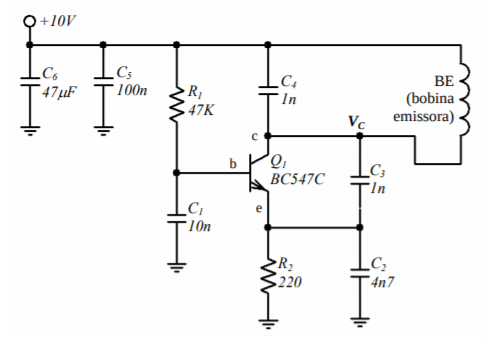 +10V
C6
47µF
C5
100n
R1
47K
C4
1n
BE
(bobina
emissora)
c
VC
b
Q1
BC547C
C3
1n
e
C1
10n
R2
220
C2
4n7